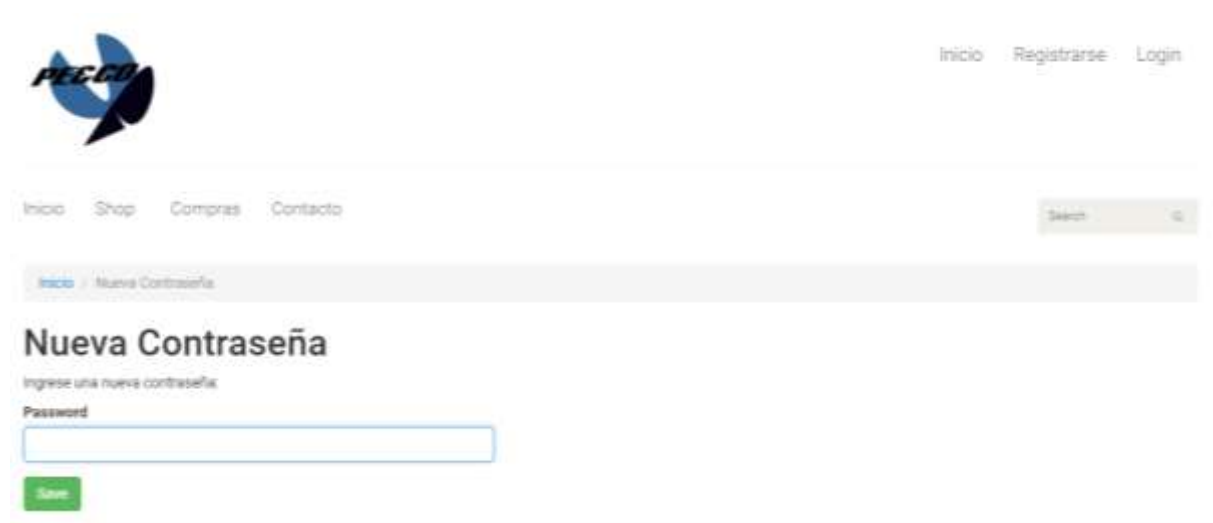 PECCO
Inicio Registrarse Login
Inicio Shop Compras Contacto
Search
Inicio / Nueva Contraseña
Nueva Contraseña
Ingrese una nueva contraseña:
Password
Save